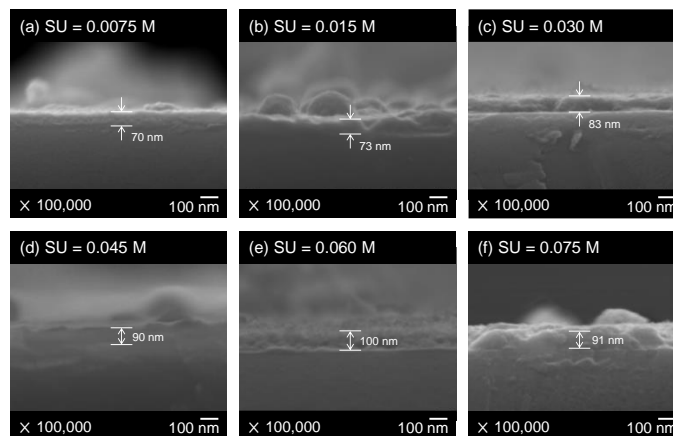 (a) SU = 0.0075 M
70 nm
× 100,000
100 nm
(b) SU = 0.015 M
73 nm
× 100,000
100 nm
(c) SU = 0.030 M
83 nm
× 100,000
100 nm
(d) SU = 0.045 M
90 nm
× 100,000
100 nm
(e) SU = 0.060 M
100 nm
× 100,000
100 nm
(f) SU = 0.075 M
91 nm
× 100,000
100 nm